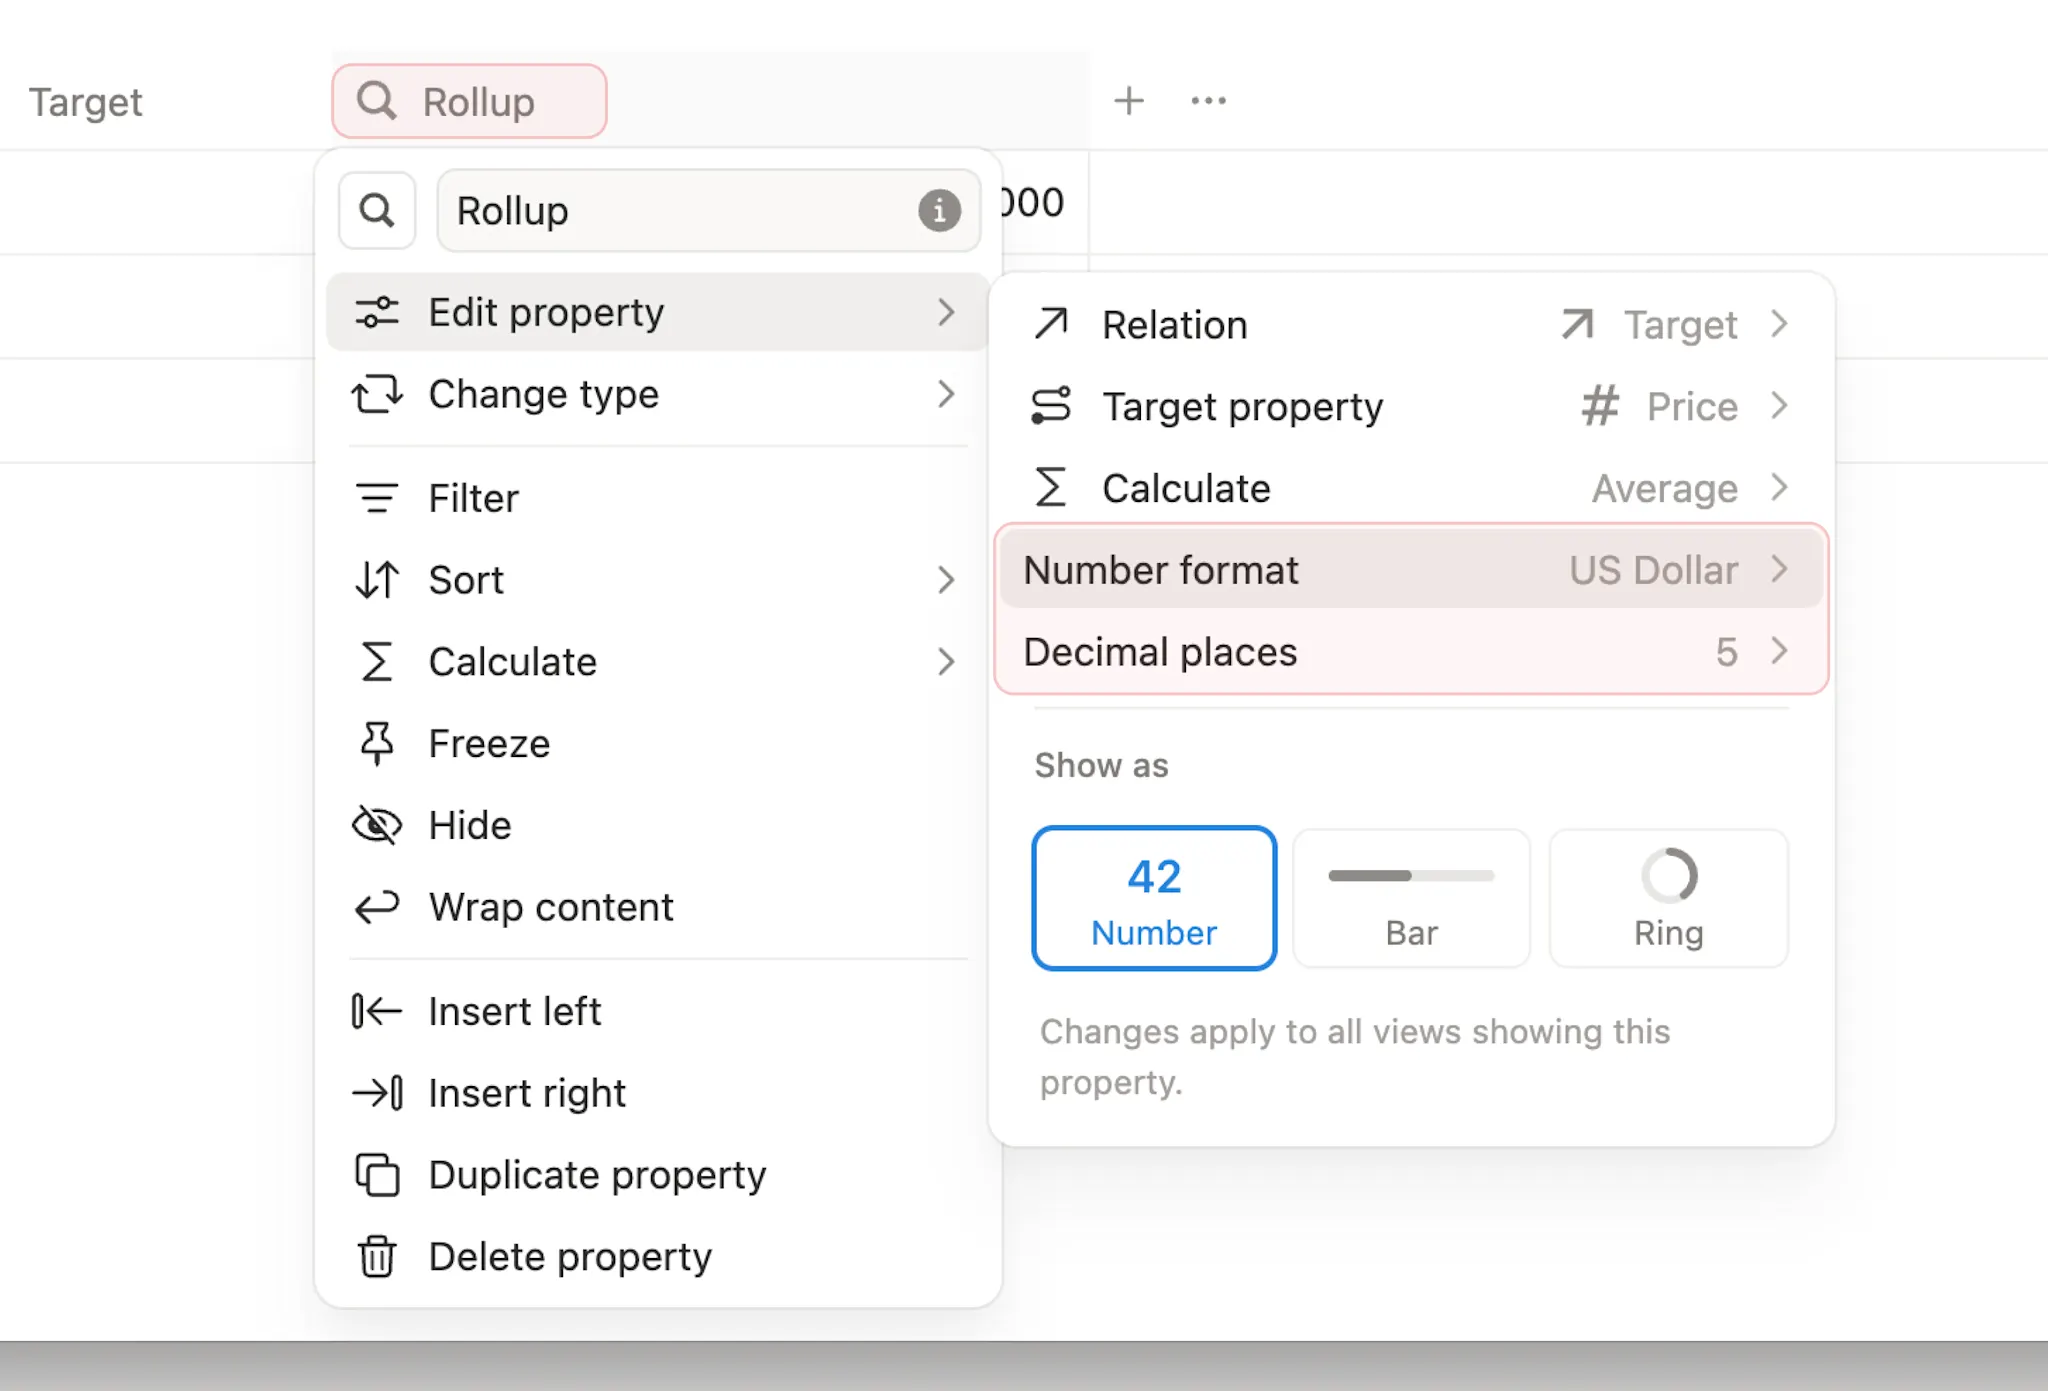 Target
Rollup
Rollup
000
Edit property
Change type
Filter
Sort
Calculate
Freeze
Hide
Wrap content
Insert left
Insert right
Duplicate property
Delete property
Relation Target
Target property # Price
Calculate Average
Number format US Dollar
Decimal places 5
Show as
42
Number
Bar
Ring
Changes apply to all views showing this
property.